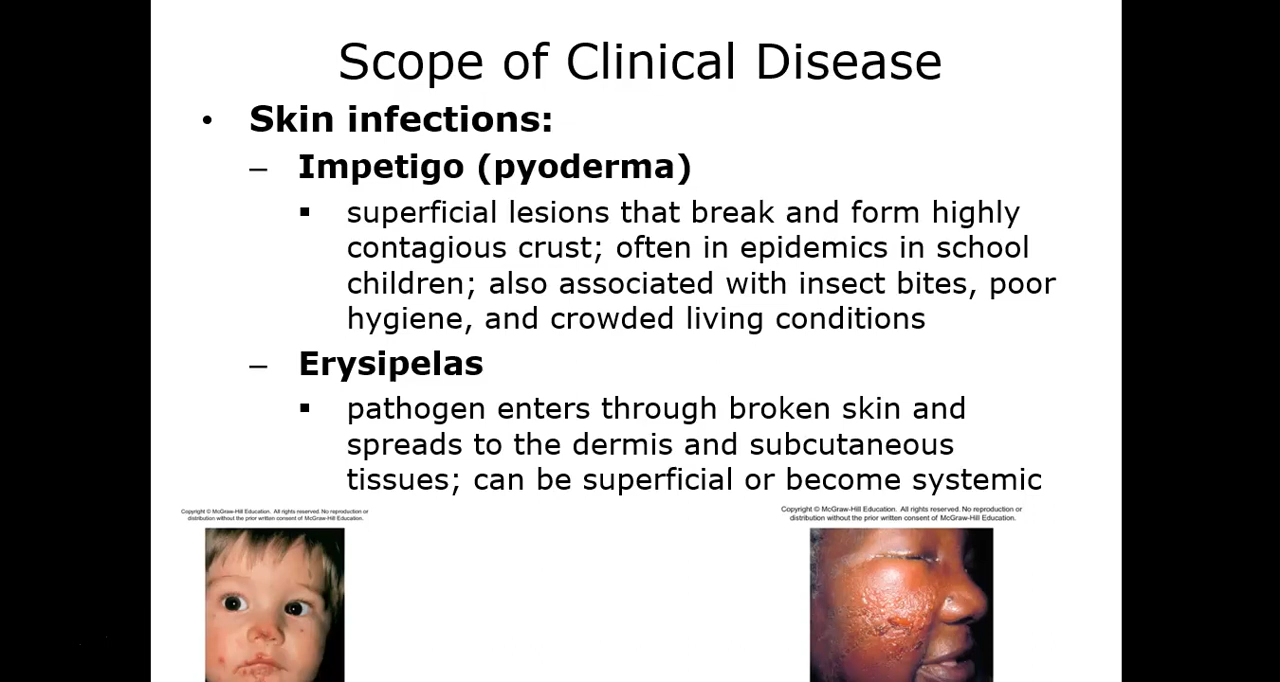 Scope of Clinical Disease
• Skin infections:
– Impetigo (pyoderma)
▪ superficial lesions that break and form highly
contagious crust; often in epidemics in school
children; also associated with insect bites, poor
hygiene, and crowded living conditions
– Erysipelas
▪ pathogen enters through broken skin and
spreads to the dermis and subcutaneous
tissues; can be superficial or become systemic
Copyright © McGraw-Hill Education. All rights reserved. No reproduction or
distribution without the prior written consent of McGraw-Hill Education.
Copyright © McGraw-Hill Education. All rights reserved. No reproduction or
distribution without the prior written consent of McGraw-Hill Education.